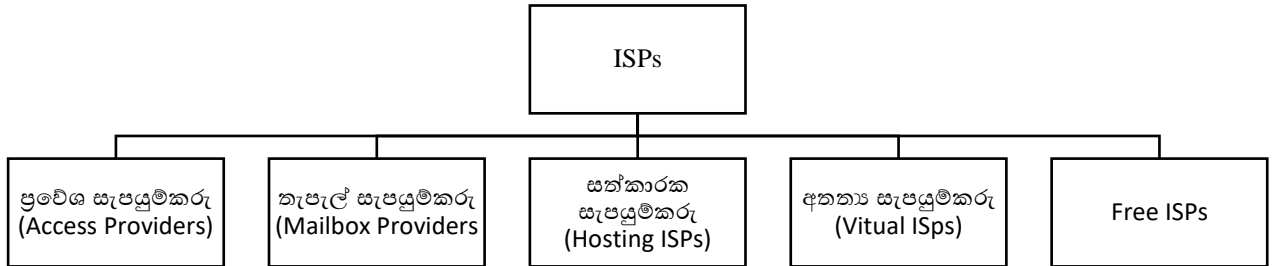 ISPs
ප්‍රවේශ සැපයුම්කරු
(Access Providers)
තැපැල් සැපයුම්කරු
(Mailbox Providers
සත්කාරක
සැපයුම්කරු
(Hosting ISPs)
අතත්‍ය සැපයුම්කරු
(Vitual ISps)
Free ISPs